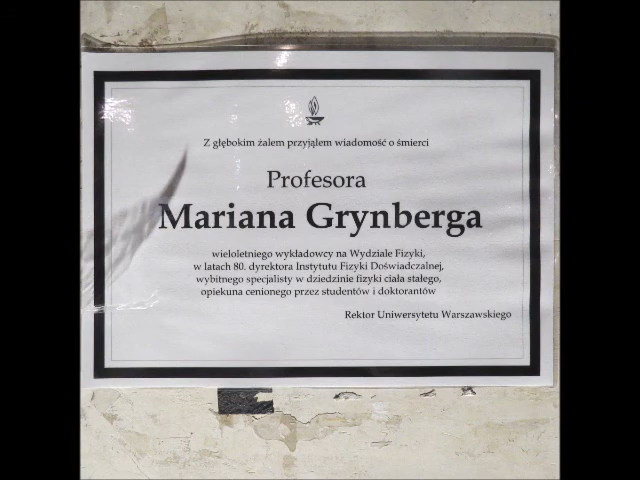 Z głębokim żalem przyjąłem wiadomość o śmierci
Profesora
Mariana Grynberga
wieloletniego wykładowcy na Wydziale Fizyki,
w latach 80. dyrektora Instytutu Fizyki Doświadczalnej,
wybitnego specjalisty w dziedzinie fizyki ciała stałego,
opiekuna cenionego przez studentów i doktorantów
Rektor Uniwersytetu Warszawskiego